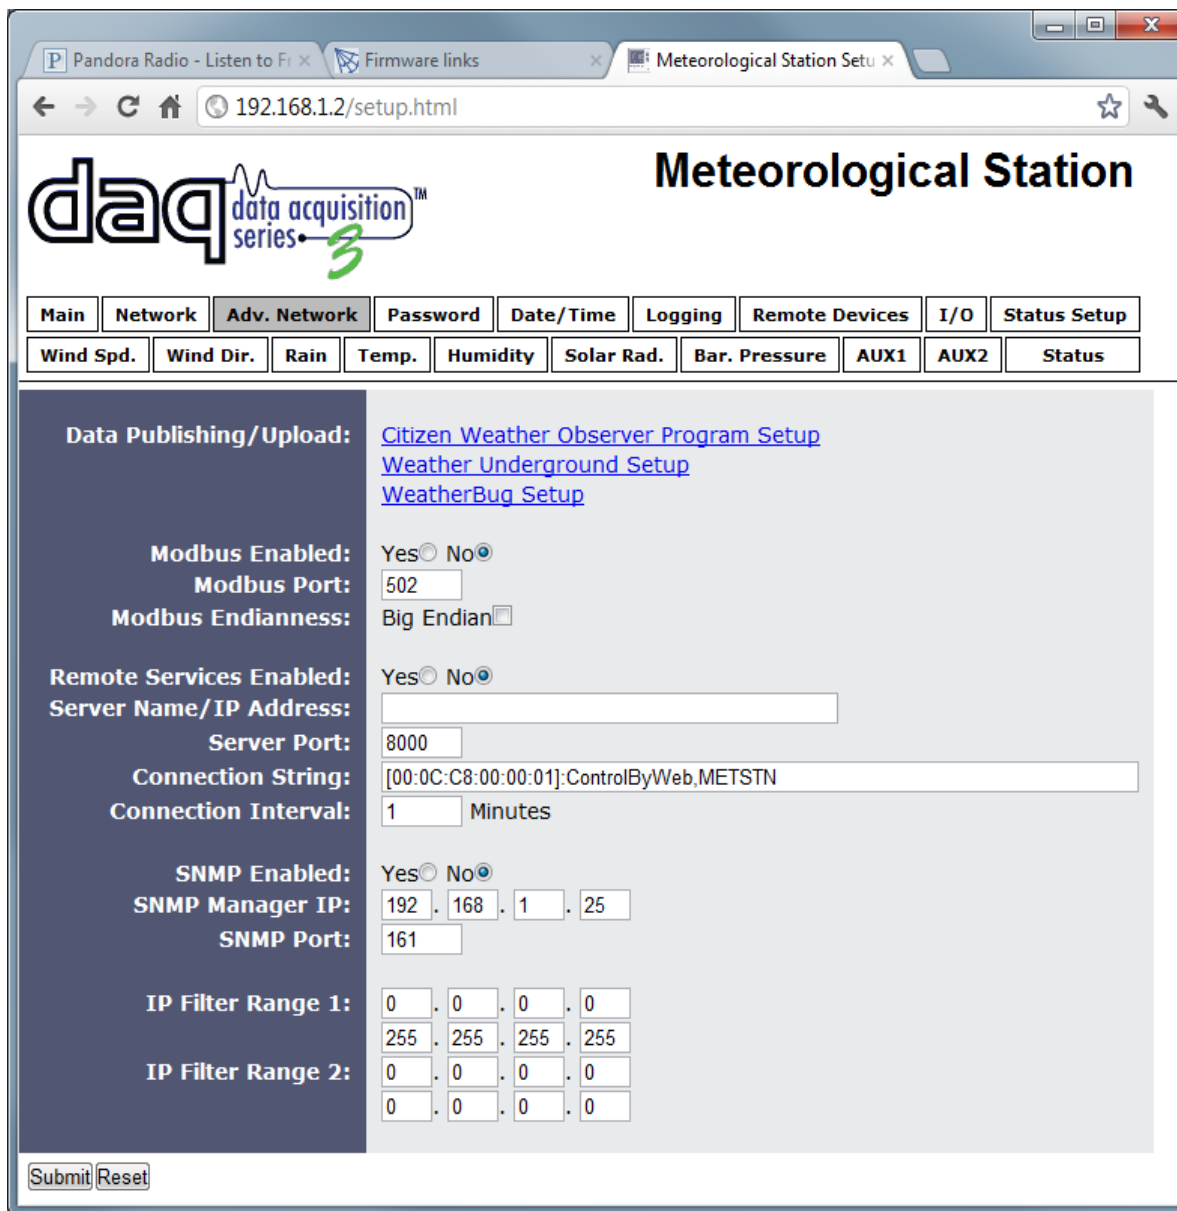 Pandora Radio - Listen to Fr
Firmware links
Meteorological Station Setu
192.168.1.2/setup.html
daq data acquisition series 3 TM
Meteorological Station
Main Network Adv. Network Password Date/Time Logging Remote Devices I/O Status Setup
Wind Spd. Wind Dir. Rain Temp. Humidity Solar Rad. Bar. Pressure AUX1 AUX2 Status
Data Publishing/Upload: Citizen Weather Observer Program Setup
Weather Underground Setup
WeatherBug Setup
Modbus Enabled: Yes No
Modbus Port: 502
Modbus Endianness: Big Endian
Remote Services Enabled: Yes No
Server Name/IP Address:
Server Port: 8000
Connection String: [00:0C:C8:00:00:01]:ControlByWeb,METSTN
Connection Interval: 1 Minutes
SNMP Enabled: Yes No
SNMP Manager IP: 192 . 168 . 1 . 25
SNMP Port: 161
IP Filter Range 1: 0 . 0 . 0 . 0
255 . 255 . 255 . 255
IP Filter Range 2: 0 . 0 . 0 . 0
0 . 0 . 0 . 0
Submit Reset